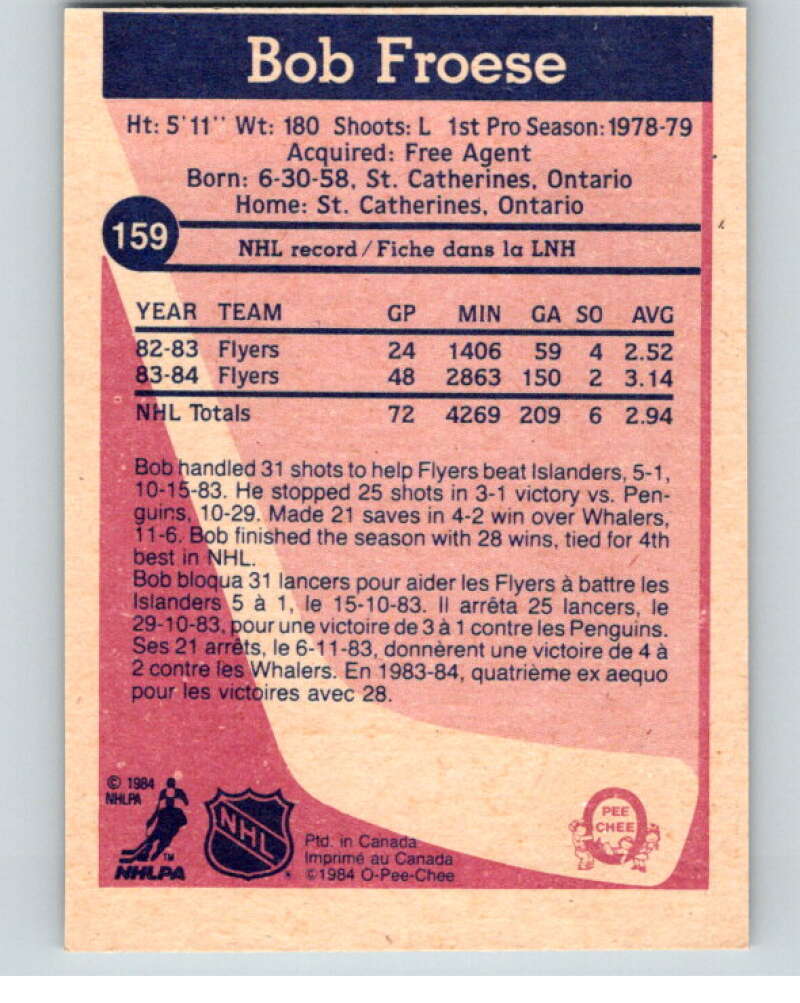 Bob Froese
Ht: 5'11'' Wt: 180 Shoots: L 1st Pro Season: 1978-79
Acquired: Free Agent
Born: 6-30-58, St. Catherines, Ontario
Home: St. Catherines, Ontario
159
NHL record/Fiche dans la LNH
YEAR TEAM GP MIN GA SO AVG
82-83 Flyers 24 1406 59 4 2.52
83-84 Flyers 48 2863 150 2 3.14
NHL Totals 72 4269 209 6 2.94
Bob handled 31 shots to help Flyers beat Islanders, 5-1,
10-15-83. He stopped 25 shots in 3-1 victory vs. Pen-
guins, 10-29. Made 21 saves in 4-2 win over Whalers,
11-6. Bob finished the season with 28 wins, tied for 4th
best in NHL.
Bob bloqua 31 lancers pour aider les Flyers à battre les
Islanders 5 à 1, le 15-10-83. Il arrêta 25 lancers, le
29-10-83, pour une victoire de 3 à 1 contre les Penguins.
Ses 21 arrêts, le 6-11-83, donnèrent une victoire de 4 à
2 contre les Whalers. En 1983-84, quatrième ex aequo
pour les victoires avec 28.
© 1984
NHLPA
TM
NHLPA
NHL
Ptd. in Canada
Imprimé au Canada
©1984 O-Pee-Chee
PEE
CHEE